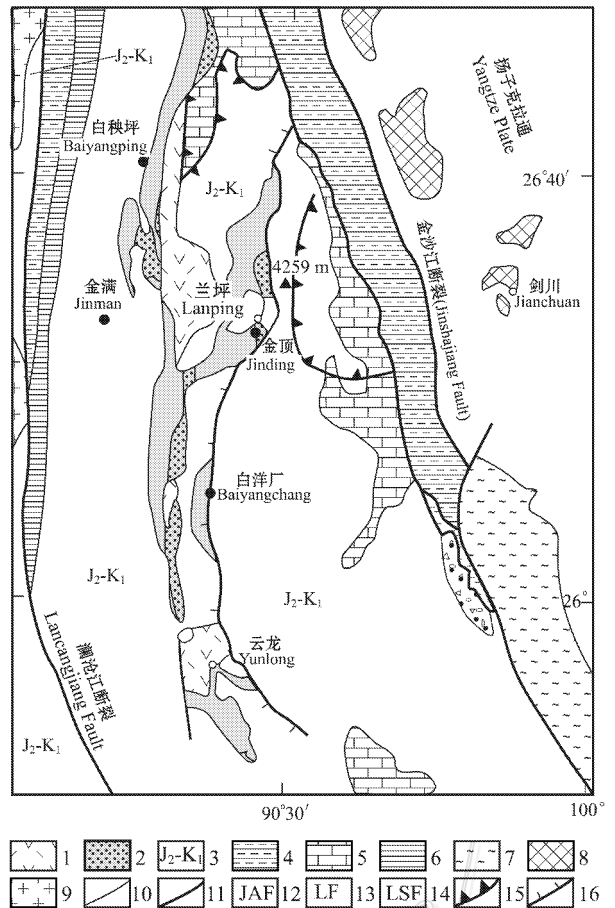 J₂-K₁
白秧坪
Baiyangping
扬子克拉通
Yangtze Plate
J₂-K₁
26°40′
金沙江断裂(Jinshajiang Fault)
4259 m
金满
Jinman
兰坪
Lanping
剑川
Jianchuan
金顶
Jinding
白洋厂
Baiyangchang
J₂-K₁
J₂-K₁
26°
云龙
Yunlong
澜沧江断裂
Lancangjiang Fault
J₂-K₁
90°30′
100°
1 2 J₂-K₁ 3 4 5 6 7 8
9 10 11 JAF 12 LF 13 LSF 14 15 16